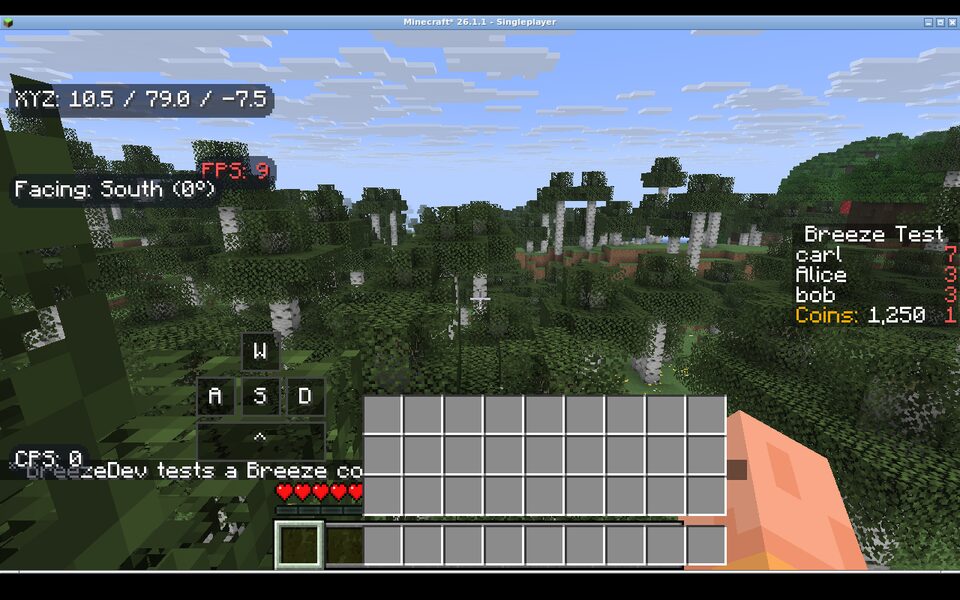 Minecraft* 26.1.1 - Singleplayer
XYZ: 10.5 / 79.0 / -7.5
FPS: 9
Facing: South (0°)
Breeze Test
carl 7
Alice 3
bob 3
Coins: 1,250 1
W
A S D
^
CPS: 0
* BreezeDev tests a Breeze co